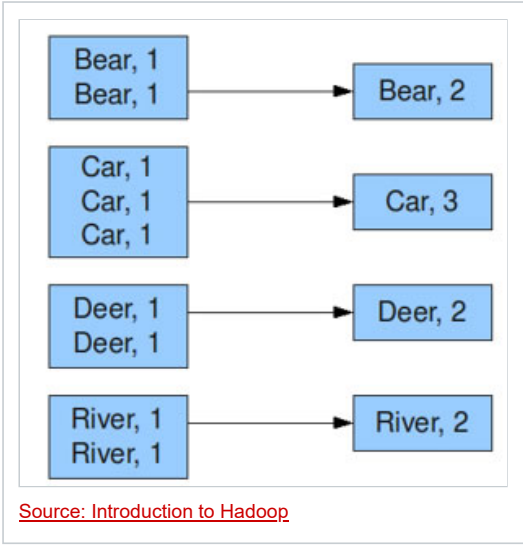 Bear, 1
Bear, 1
Bear, 2
Car, 1
Car, 1
Car, 1
Car, 3
Deer, 1
Deer, 1
Deer, 2
River, 1
River, 1
River, 2
Source: Introduction to Hadoop